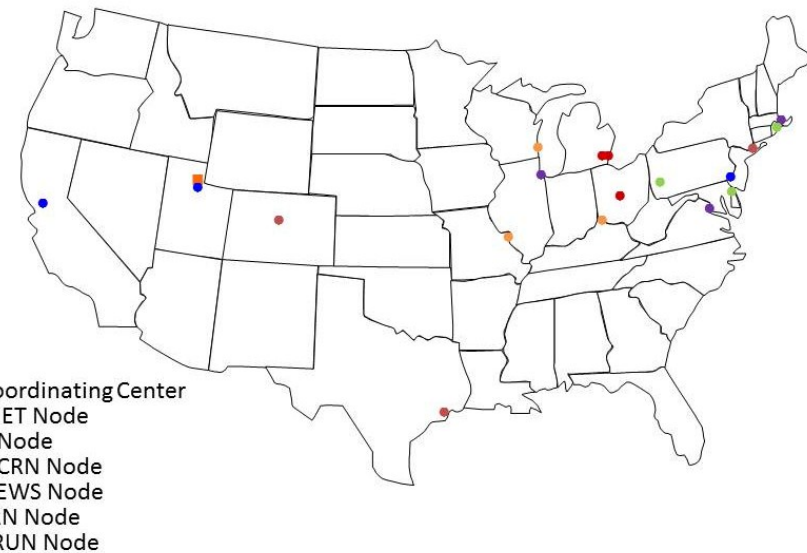 oordinating Center
ET Node
Node
CRN Node
EWS Node
N Node
RUN Node